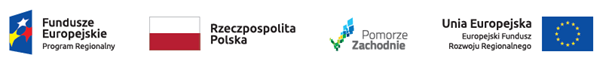 Fundusze
Europejskie
Program Regionalny
Rzeczpospolita
Polska
Pomorze
Zachodnie
Unia Europejska
Europejski Fundusz
Rozwoju Regionalnego